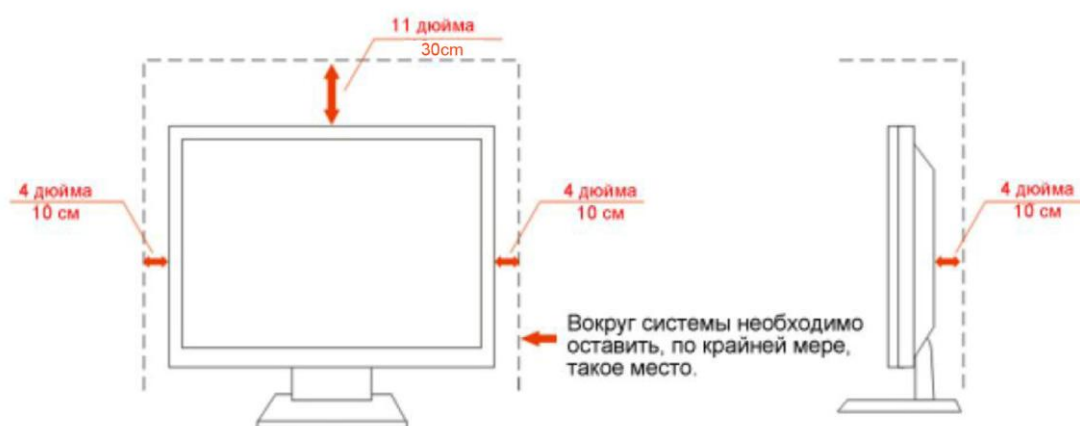 11 дюйма
30cm
4 дюйма
10 см
4 дюйма
10 см
4 дюйма
10 см
Вокруг системы необходимо
оставить, по крайней мере,
такое место.